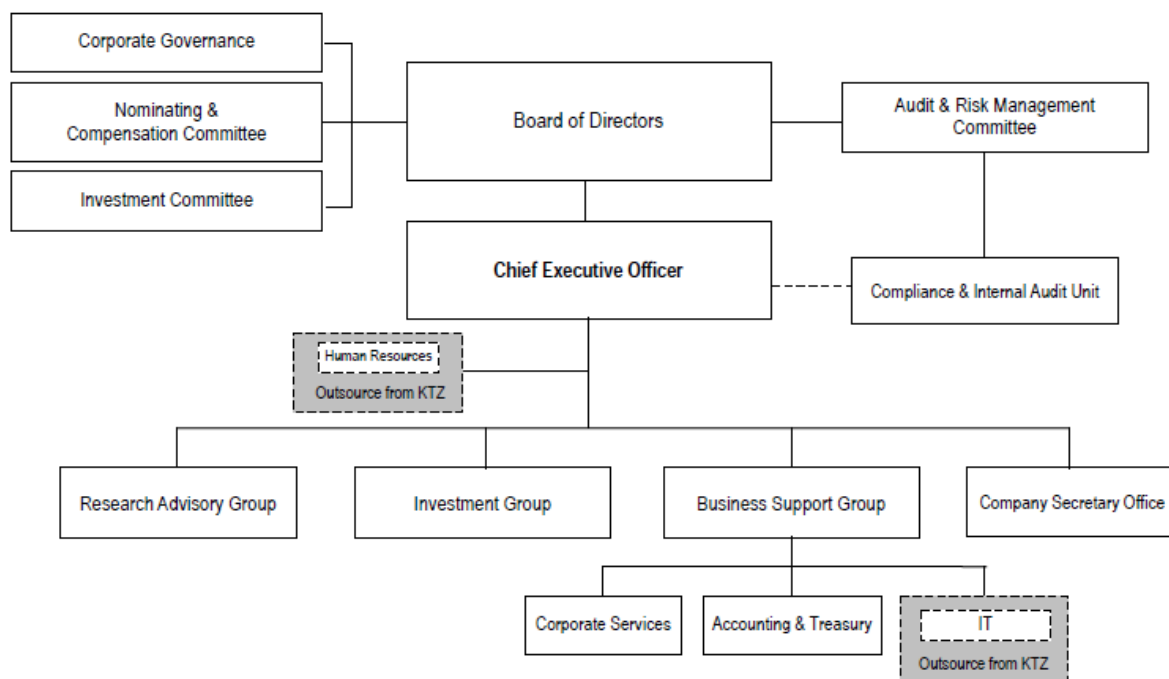 Corporate Governance
Nominating &
Compensation Committee
Investment Committee
Board of Directors
Audit & Risk Management
Committee
Chief Executive Officer
Compliance & Internal Audit Unit
Human Resources
Outsource from KTZ
Research Advisory Group
Investment Group
Business Support Group
Company Secretary Office
Corporate Services
Accounting & Treasury
IT
Outsource from KTZ